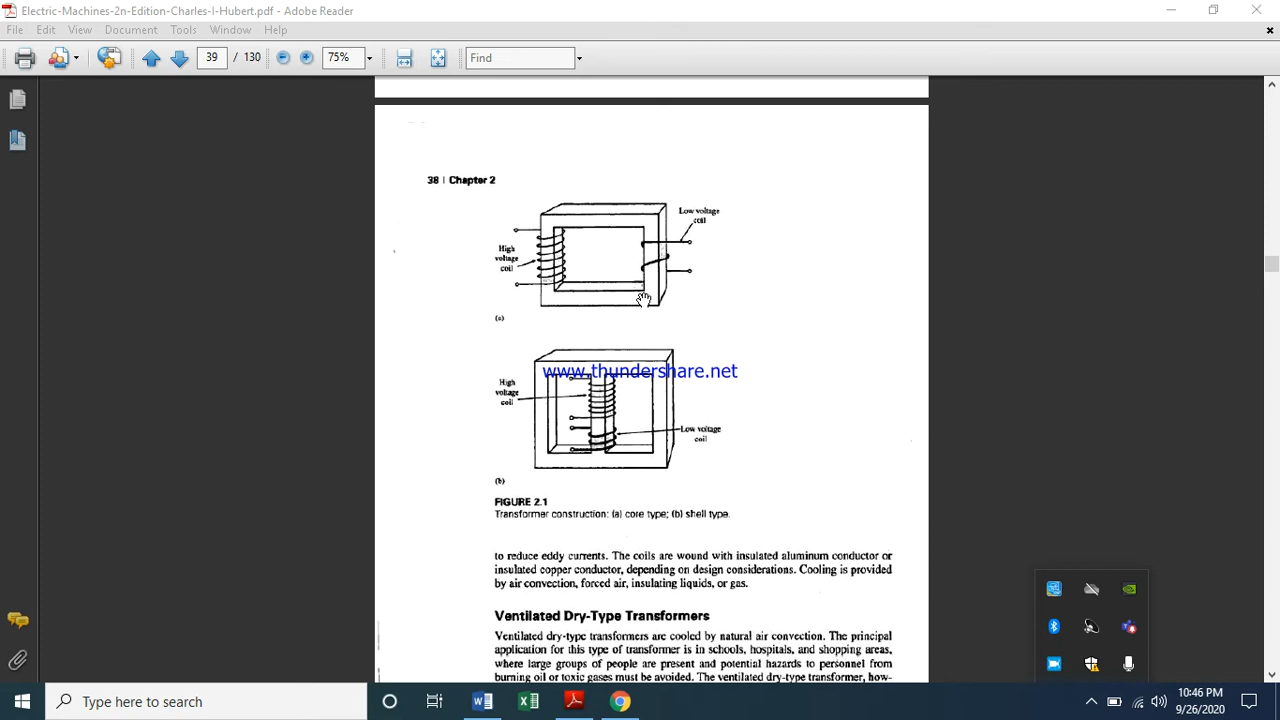 Electric-Machines-2n-Edition-Charles-I-Hubert.pdf - Adobe Reader
File Edit View Document Tools Window Help
39 / 130 75% Find
38 | Chapter 2
Low voltage
coil
High
voltage
coil
(a)
www.thundershare.net
High
voltage
coil
Low voltage
coil
(b)
FIGURE 2.1
Transformer construction: (a) core type; (b) shell type.
to reduce eddy currents. The coils are wound with insulated aluminum conductor or
insulated copper conductor, depending on design considerations. Cooling is provided
by air convection, forced air, insulating liquids, or gas.
Ventilated Dry-Type Transformers
Ventilated dry-type transformers are cooled by natural air convection. The principal
application for this type of transformer is in schools, hospitals, and shopping areas,
where large groups of people are present and potential hazards to personnel from
burning oil or toxic gases must be avoided. The ventilated dry-type transformer, how-
Type here to search
10:46 PM
9/26/2020